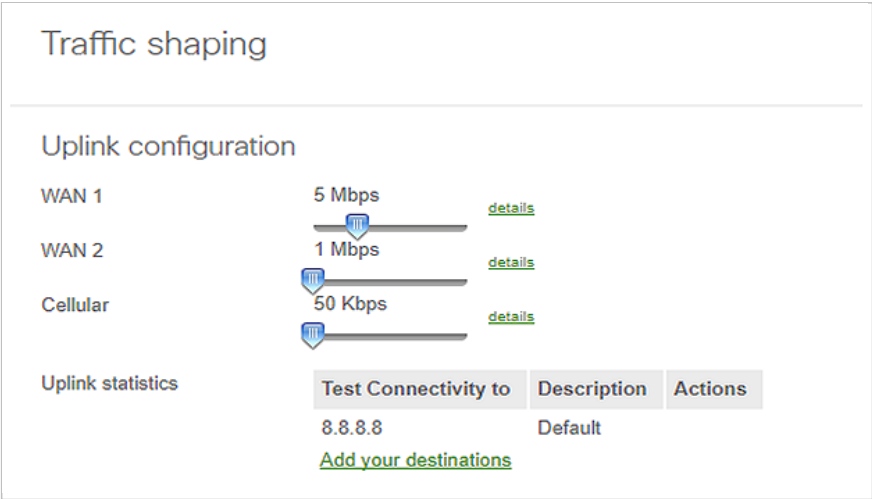 Traffic shaping
Uplink configuration
WAN 1 5 Mbps details
WAN 2 1 Mbps details
Cellular 50 Kbps details
Uplink statistics Test Connectivity to Description Actions
8.8.8.8 Default
Add your destinations